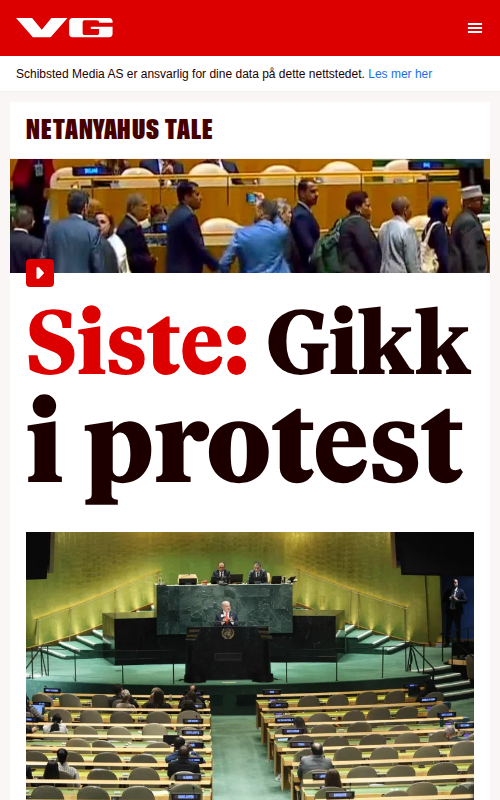 VG
Schibsted Media AS er ansvarlig for dine data på dette nettstedet. Les mer her
NETANYAHUS TALE
Siste: Gikk
i protest